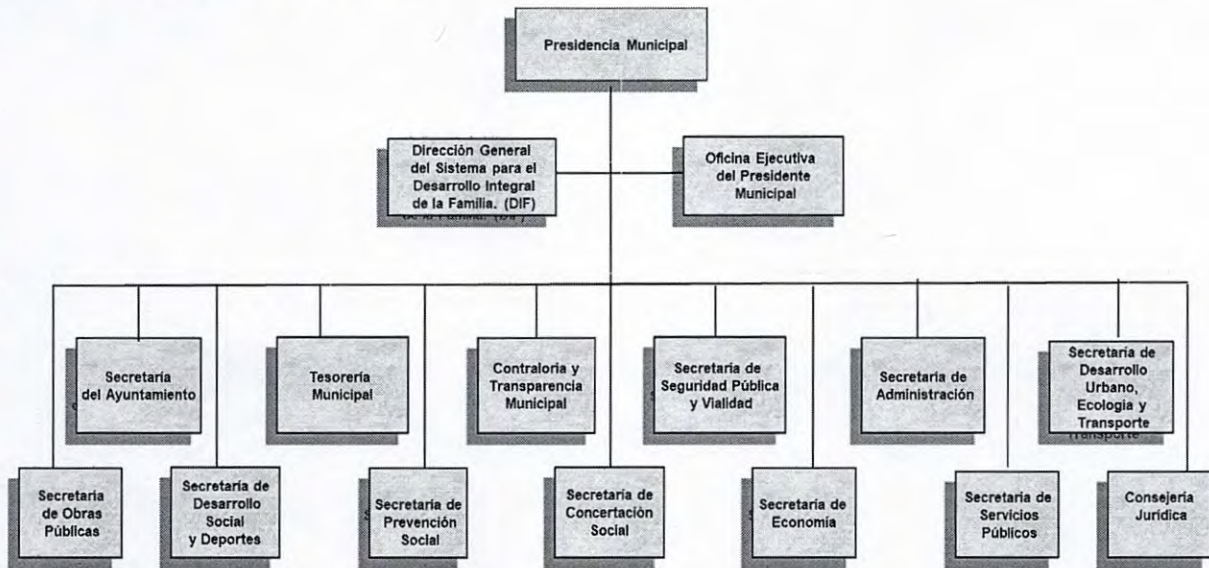 Presidencia Municipal
Dirección General
del Sistema para el
Desarrollo Integral
de la Familia. (DIF)
Oficina Ejecutiva
del Presidente
Municipal
Secretaría
del Ayuntamiento
Tesorería
Municipal
Contraloria y
Transparencia
Municipal
Secretaría de
Seguridad Pública
y Vialidad
Secretaría de
Administración
Secretaría de
Desarrollo
Urbano,
Ecologia y
Transporte
Secretaría
de Obras
Públicas
Secretaría de
Desarrollo
Social
y Deportes
Secretaría de
Prevención
Social
Secretaría de
Concertación
Social
Secretaría de
Economía
Secretaría de
Servicios
Públicos
Consejería
Jurídica